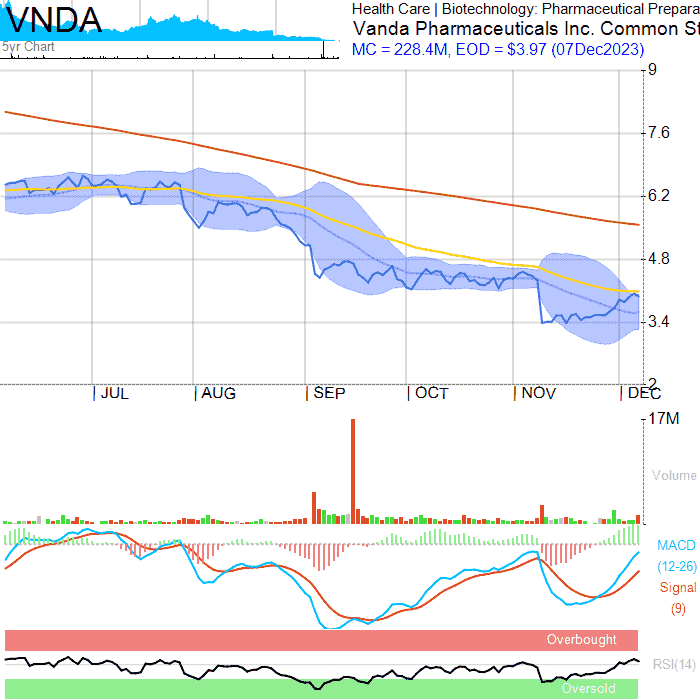 VNDA
5yr Chart
Health Care | Biotechnology: Pharmaceutical Prepara
Vanda Pharmaceuticals Inc. Common St
MC = 228.4M, EOD = $3.97 (07Dec2023)
9
7.6
6.2
4.8
3.4
2
JUL AUG SEP OCT NOV DEC
17M
Volume
MACD
(12-26)
Signal
(9)
Overbought
RSI(14)
Oversold